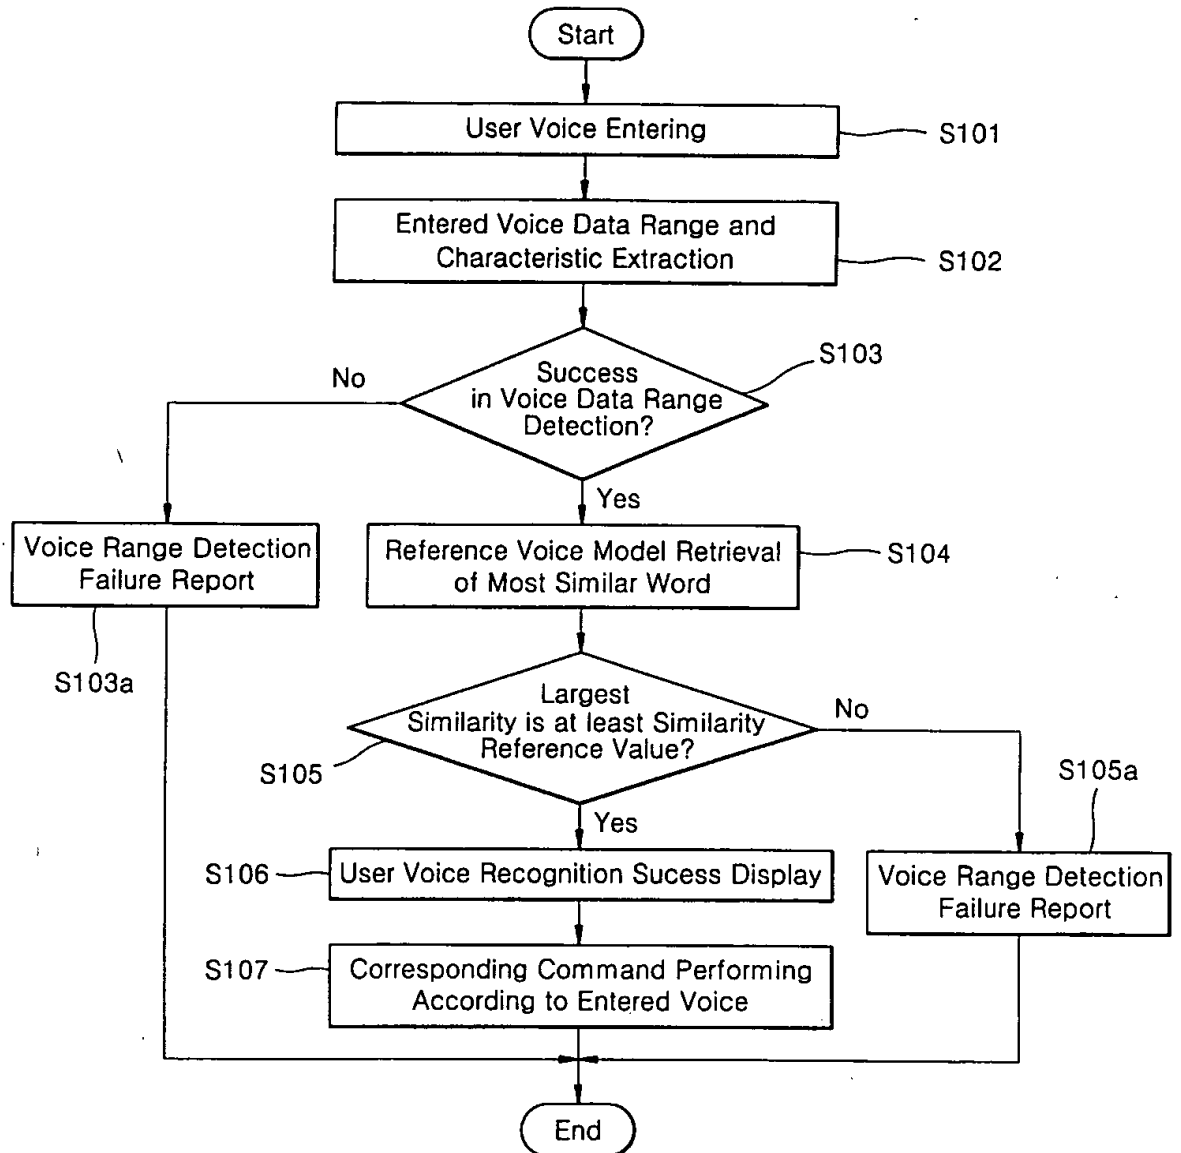 Start
User Voice Entering
S101
Entered Voice Data Range and
Characteristic Extraction
S102
S103
No
Success
in Voice Data Range
Detection?
Yes
Voice Range Detection
Failure Report
S103a
Reference Voice Model Retrieval
of Most Similar Word
S104
Largest
Similarity is at least Similarity
Reference Value?
No
S105
S105a
Yes
S106
User Voice Recognition Sucess Display
Voice Range Detection
Failure Report
S107
Corresponding Command Performing
According to Entered Voice
End